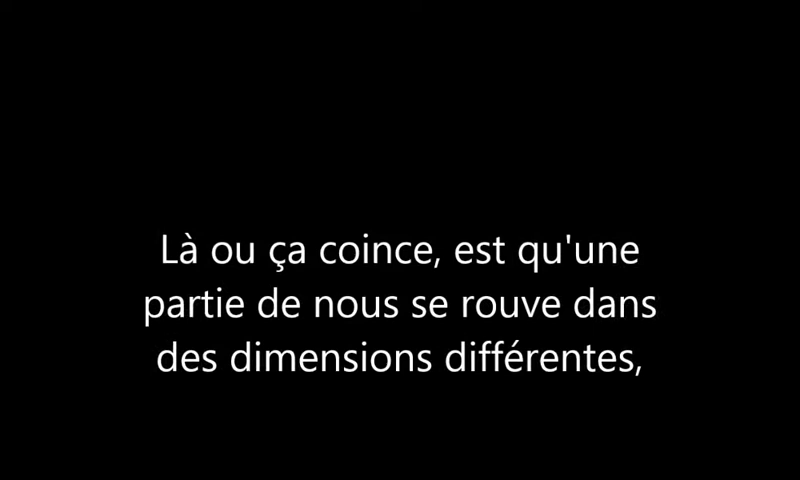 Là ou ça coince, est qu'une
partie de nous se rouve dans
des dimensions différentes,